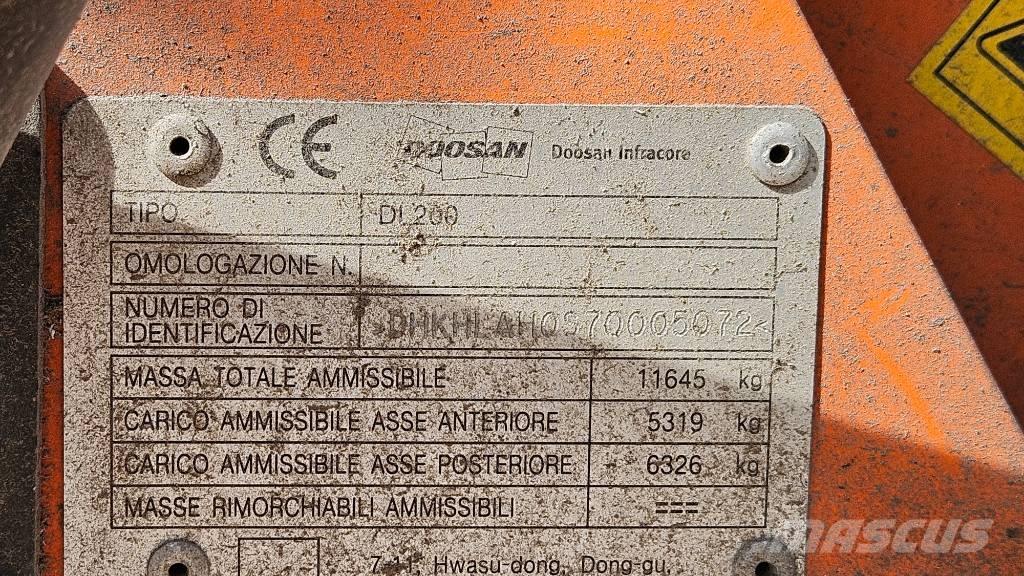 CE DOOSAN Doosan Infracore
TIPO DL200
OMOLOGAZIONE N.
NUMERO DI
IDENTIFICAZIONE >DHKHLAH0S70005072<
MASSA TOTALE AMMISSIBILE 11645 kg
CARICO AMMISSIBILE ASSE ANTERIORE 5319 kg
CARICO AMMISSIBILE ASSE POSTERIORE 6326 kg
MASSE RIMORCHIABILI AMMISSIBILI ===
7-11, Hwasu-dong, Dong-gu,
MASCUS